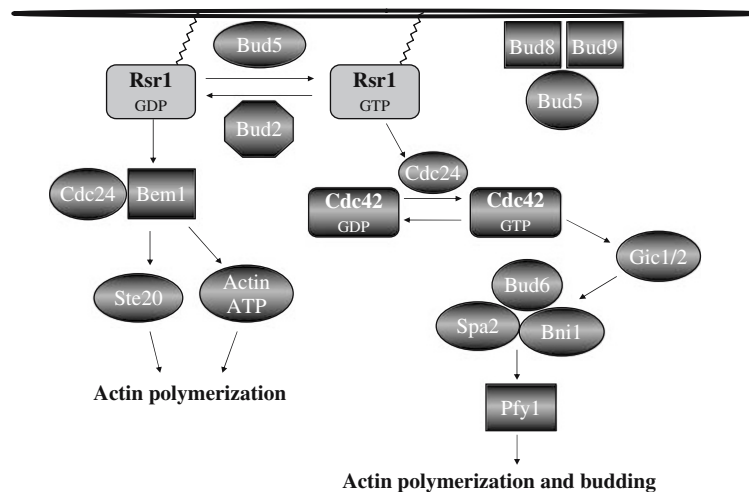 Bud5
Bud8
Bud9
Rsr1
GDP
Rsr1
GTP
Bud5
Bud2
Cdc24
Cdc24
Bem1
Cdc42
GDP
Cdc42
GTP
Gic1/2
Bud6
Ste20
Actin
ATP
Spa2
Bni1
Actin polymerization
Pfy1
Actin polymerization and budding